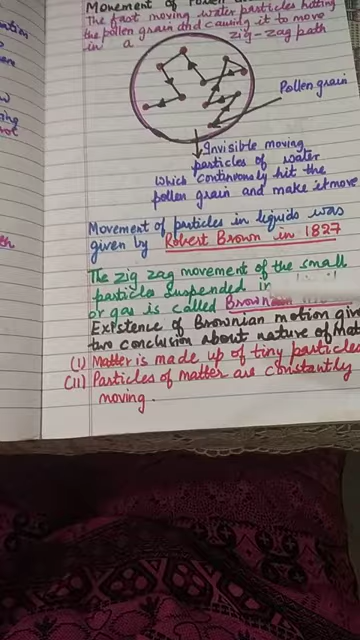 Movement of
The fast moving water particles hitting
the pollen grain and causing it to move
in a zig-zag path
Pollen grain
Invisible moving
particles of water
which continuously hit the
pollen grain and make it move
Movement of particles in liquids was
given by Robert Brown in 1827
The zig zag movement of the small
particles suspended in
or gas is called
Existence of Brownian motion give
two conclusion about nature of Mat
(i) Matter is made up of tiny particles
(ii) Particles of matter are constantly
moving.